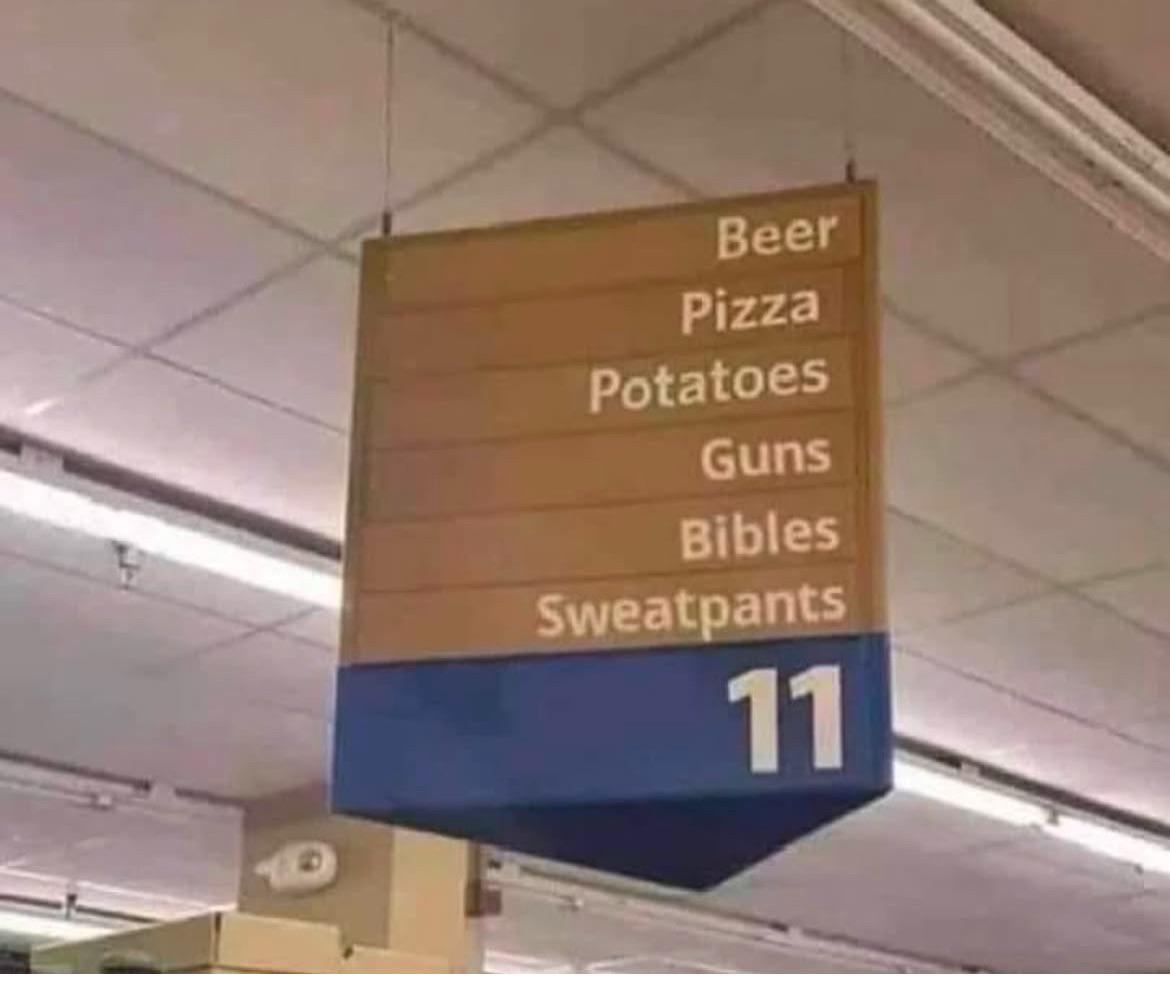 Beer
Pizza
Potatoes
Guns
Bibles
Sweatpants
11